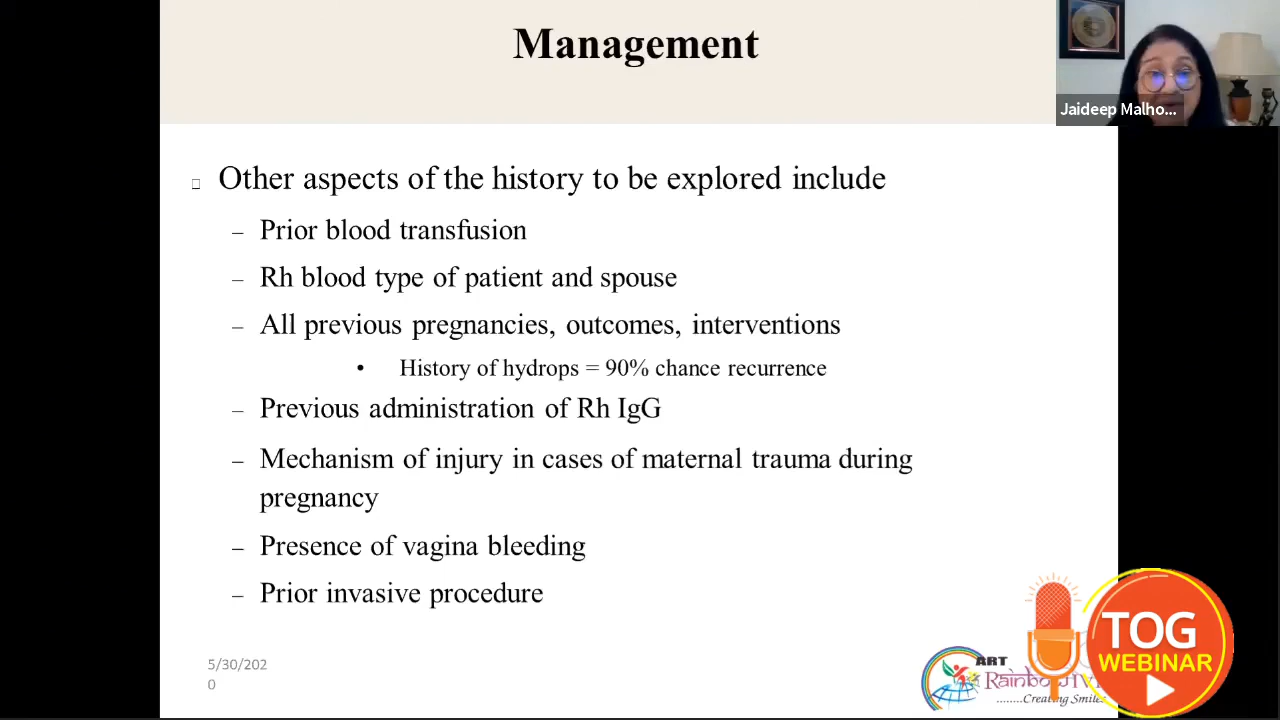 Management
Jaideep Malho...
Other aspects of the history to be explored include
– Prior blood transfusion
– Rh blood type of patient and spouse
– All previous pregnancies, outcomes, interventions
• History of hydrops = 90% chance recurrence
– Previous administration of Rh IgG
– Mechanism of injury in cases of maternal trauma during
pregnancy
– Presence of vagina bleeding
– Prior invasive procedure
5/30/202
0
ART
Rainbow IV
........Creating Smiles
TOG
WEBINAR